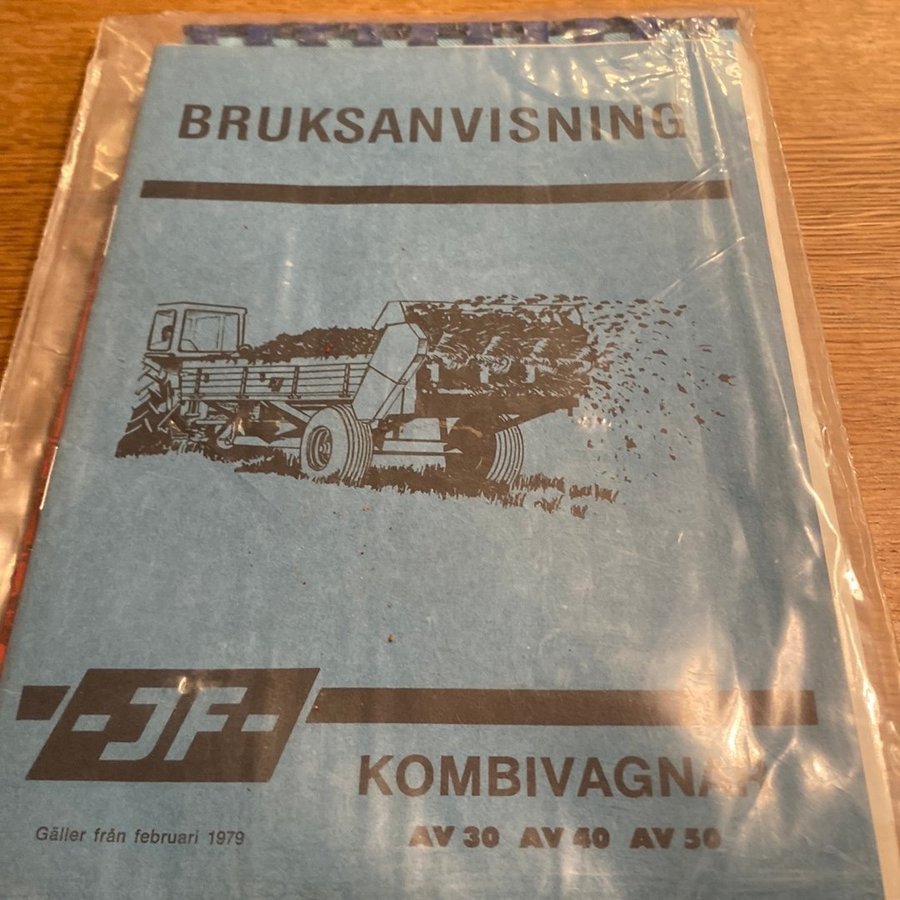 BRUKSANVISNING
-JF-
KOMBIVAGNAR
Gäller från februari 1979
AV 30 AV 40 AV 50